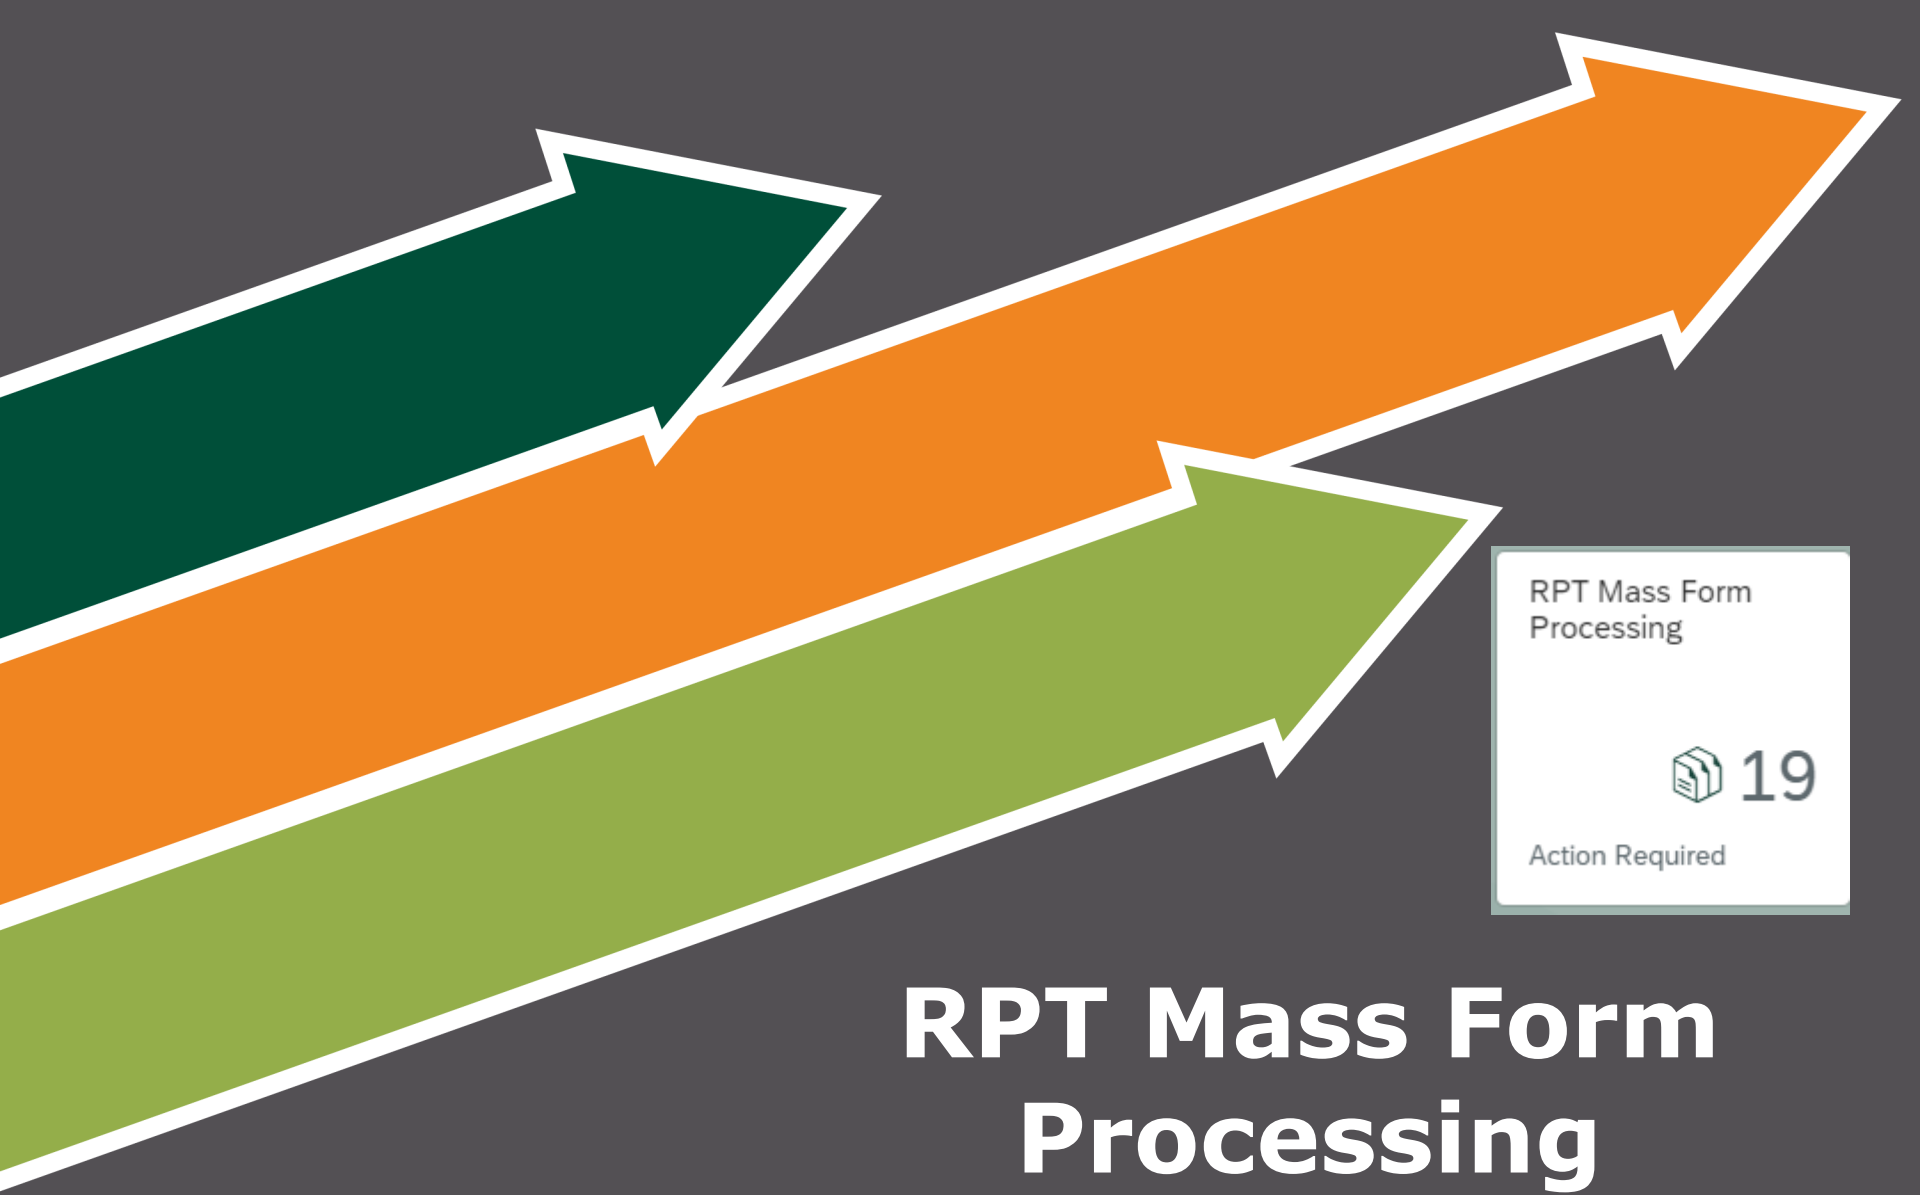 RPT Mass Form
Processing
19
Action Required
RPT Mass Form
Processing